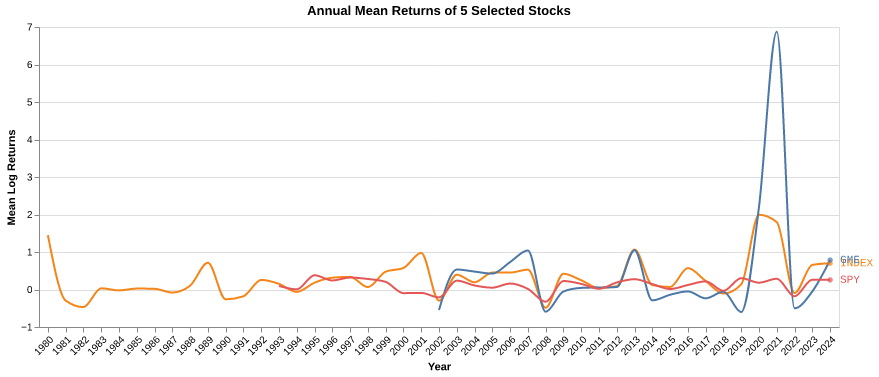 Annual Mean Returns of 5 Selected Stocks
7
6
5
4
3
2
1
0
−1
Mean Log Returns
GME
INDEX
SPY
1980 1981 1982 1983 1984 1985 1986 1987 1988 1989 1990 1991 1992 1993 1994 1995 1996 1997 1998 1999 2000 2001 2002 2003 2004 2005 2006 2007 2008 2009 2010 2011 2012 2013 2014 2015 2016 2017 2018 2019 2020 2021 2022 2023 2024
Year